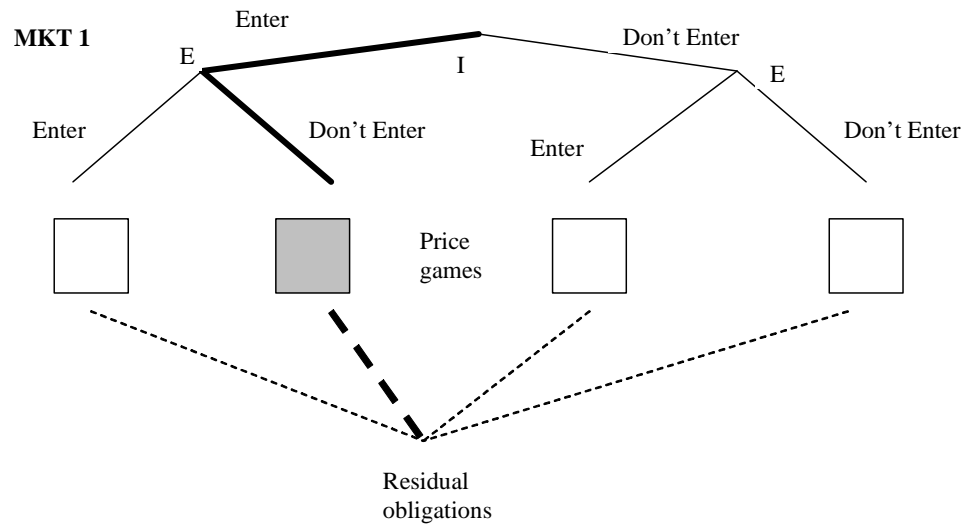 Enter
MKT 1
Don't Enter
E
I
E
Enter
Don't Enter
Enter
Don't Enter
Price
games
Residual
obligations